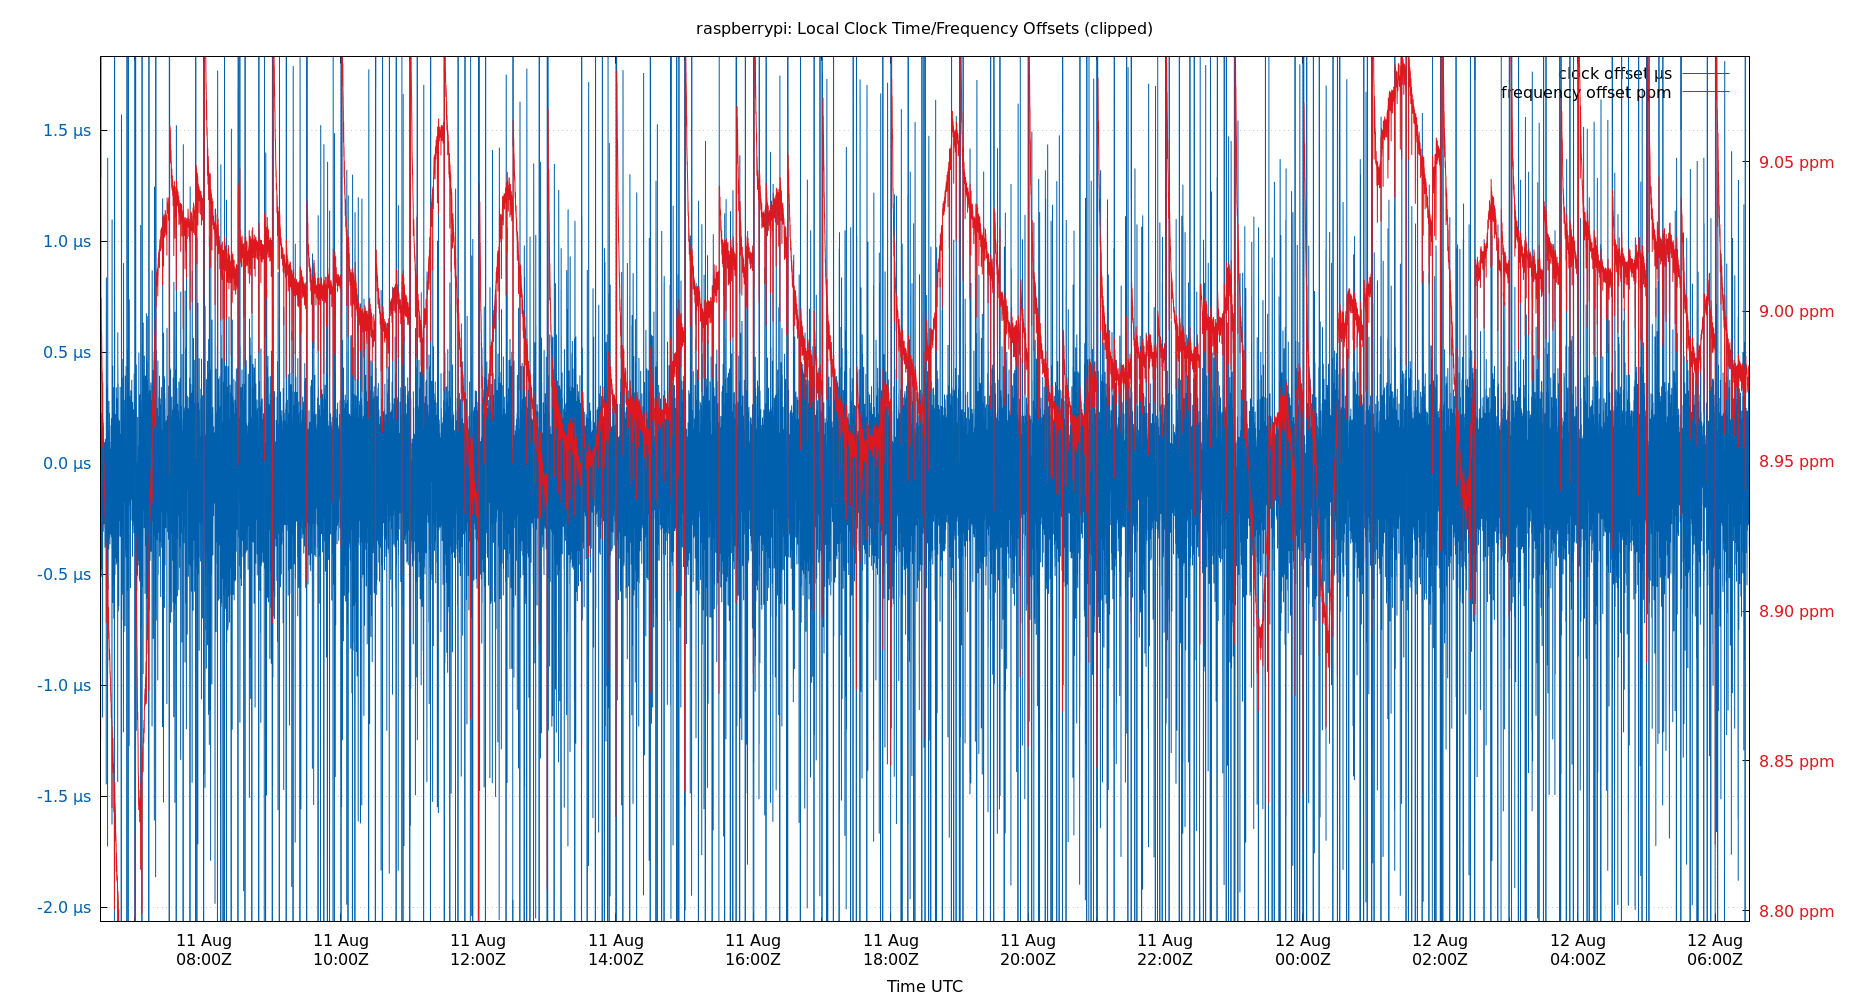 raspberrypi: Local Clock Time/Frequency Offsets (clipped)
clock offset µs
frequency offset ppm
1.5 µs
1.0 µs
0.5 µs
0.0 µs
-0.5 µs
-1.0 µs
-1.5 µs
-2.0 µs
9.05 ppm
9.00 ppm
8.95 ppm
8.90 ppm
8.85 ppm
8.80 ppm
11 Aug 11 Aug 11 Aug 11 Aug 11 Aug 11 Aug 11 Aug 11 Aug 12 Aug 12 Aug 12 Aug 12 Aug
08:00Z 10:00Z 12:00Z 14:00Z 16:00Z 18:00Z 20:00Z 22:00Z 00:00Z 02:00Z 04:00Z 06:00Z
Time UTC